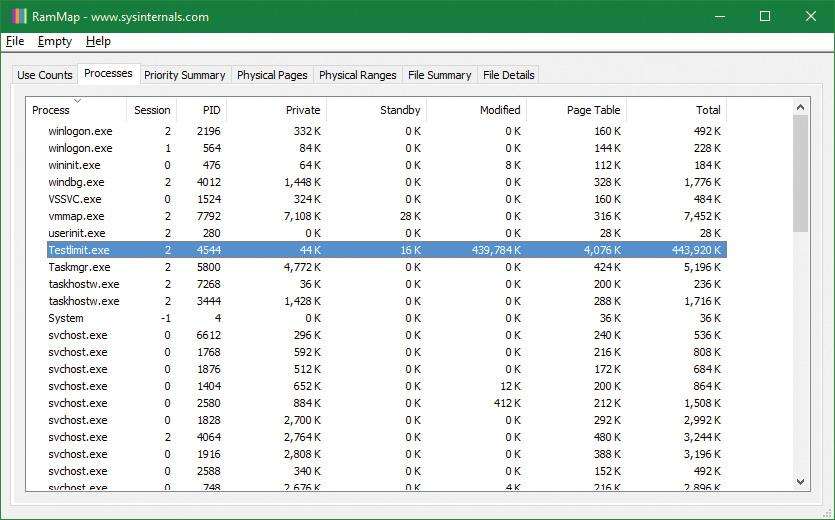 RamMap - www.sysinternals.com
File Empty Help
Use Counts Processes Priority Summary Physical Pages Physical Ranges File Summary File Details
Process Session PID Private Standby Modified Page Table Total
winlogon.exe 2 2196 332 K 0 K 0 K 160 K 492 K
winlogon.exe 1 564 84 K 0 K 0 K 144 K 228 K
wininit.exe 0 476 64 K 0 K 8 K 112 K 184 K
windbg.exe 2 4012 1,448 K 0 K 0 K 328 K 1,776 K
VSSVC.exe 0 1524 324 K 0 K 0 K 160 K 484 K
vmmap.exe 2 7792 7,108 K 28 K 0 K 316 K 7,452 K
userinit.exe 2 280 0 K 0 K 0 K 28 K 28 K
Testlimit.exe 2 4544 44 K 16 K 439,784 K 4,076 K 443,920 K
Taskmgr.exe 2 5800 4,772 K 0 K 0 K 424 K 5,196 K
taskhostw.exe 2 7268 36 K 0 K 0 K 200 K 236 K
taskhostw.exe 2 3444 1,428 K 0 K 0 K 288 K 1,716 K
System -1 4 0 K 0 K 0 K 36 K 36 K
svchost.exe 0 6612 296 K 0 K 0 K 240 K 536 K
svchost.exe 0 1768 592 K 0 K 0 K 216 K 808 K
svchost.exe 0 1876 512 K 0 K 0 K 172 K 684 K
svchost.exe 0 1404 652 K 0 K 12 K 200 K 864 K
svchost.exe 0 2580 884 K 0 K 412 K 212 K 1,508 K
svchost.exe 0 1828 2,700 K 0 K 0 K 292 K 2,992 K
svchost.exe 2 4064 2,764 K 0 K 0 K 480 K 3,244 K
svchost.exe 0 1916 2,808 K 0 K 0 K 388 K 3,196 K
svchost.exe 0 2588 340 K 0 K 0 K 152 K 492 K
svchost.exe 0 748 2,676 K 0 K 4 K 216 K 2,896 K